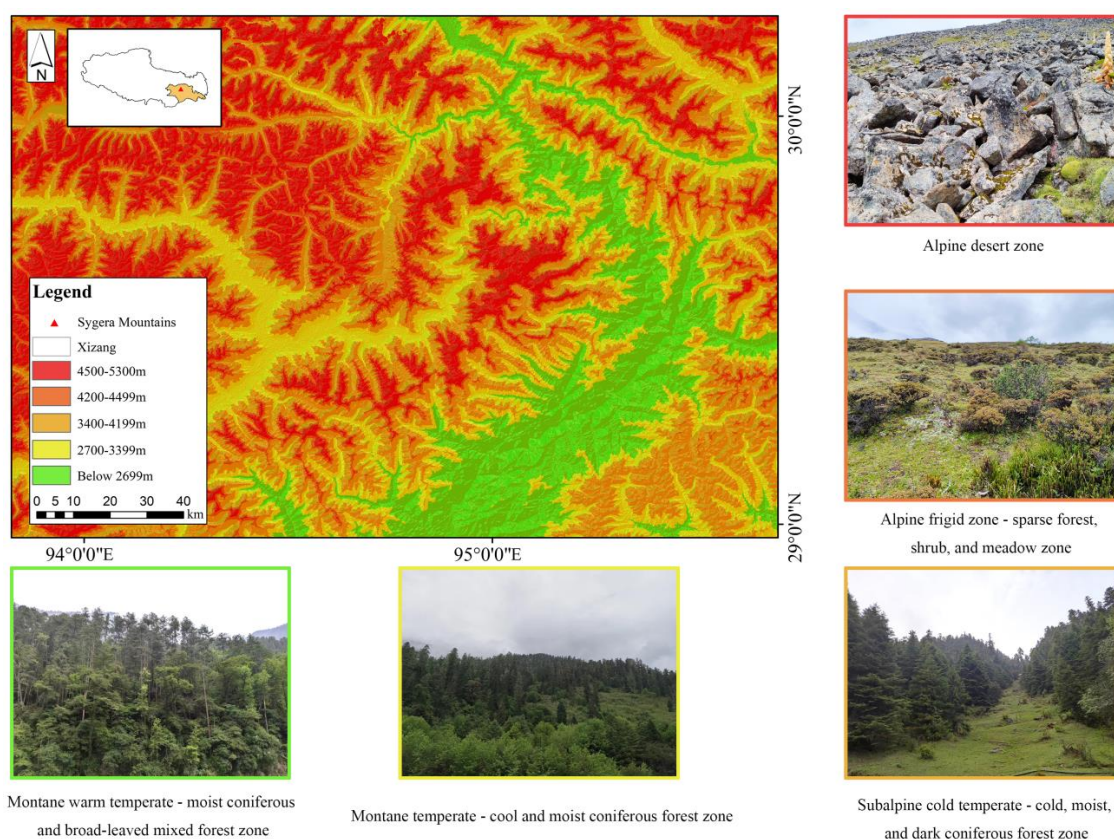 N
30°0'0"N
Legend
Sygera Mountains
Xizang
4500-5300m
4200-4499m
3400-4199m
2700-3399m
Below 2699m
0 5 10 20 30 40
km
29°0'0"N
94°0'0"E
95°0'0"E
Alpine desert zone
Alpine frigid zone - sparse forest,
shrub, and meadow zone
Montane warm temperate - moist coniferous
and broad-leaved mixed forest zone
Montane temperate - cool and moist coniferous forest zone
Subalpine cold temperate - cold, moist,
and dark coniferous forest zone